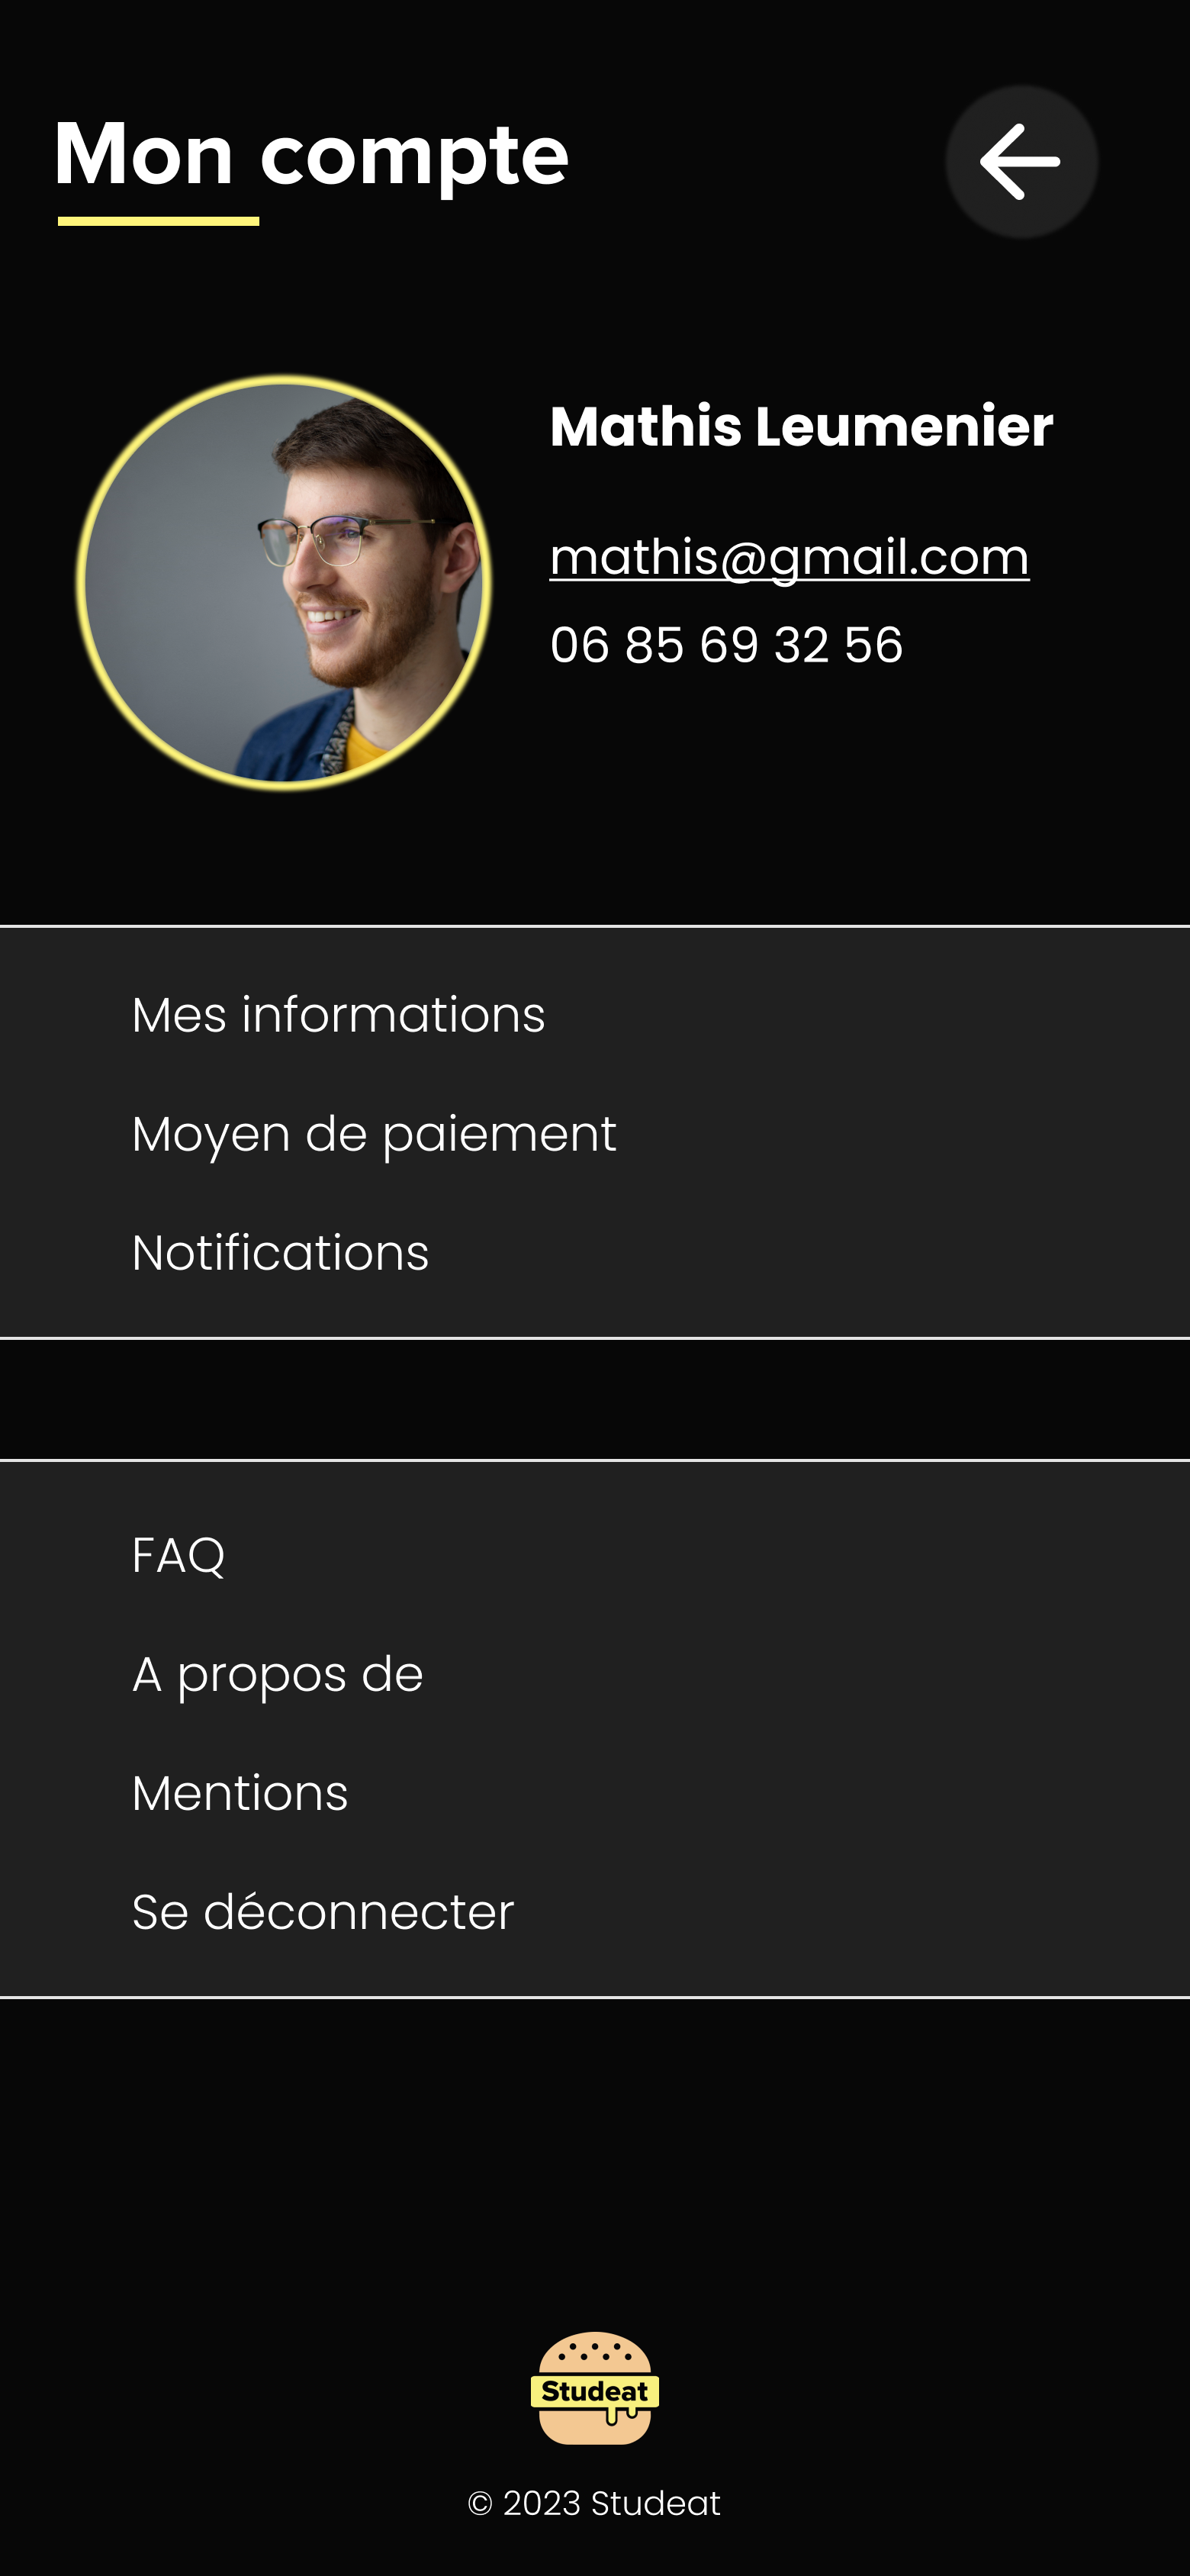 Mon compte
Mathis Leumenier
mathis@gmail.com
06 85 69 32 56
Mes informations
Moyen de paiement
Notifications
FAQ
A propos de
Mentions
Se déconnecter
Studeat
© 2023 Studeat